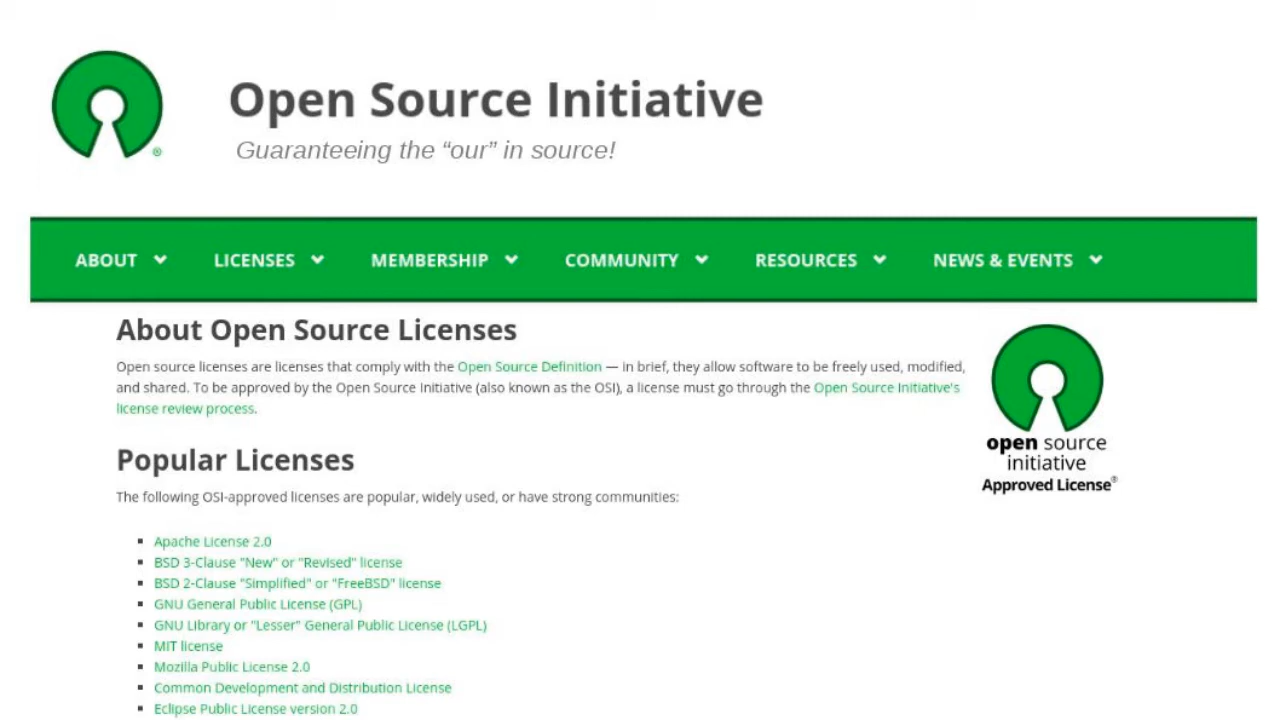 Open Source Initiative
Guaranteeing the “our” in source!
ABOUT LICENSES MEMBERSHIP COMMUNITY RESOURCES NEWS & EVENTS
About Open Source Licenses
Open source licenses are licenses that comply with the Open Source Definition — in brief, they allow software to be freely used, modified,
and shared. To be approved by the Open Source Initiative (also known as the OSI), a license must go through the Open Source Initiative's
license review process.
open source
initiative
Approved License®
Popular Licenses
The following OSI-approved licenses are popular, widely used, or have strong communities:
Apache License 2.0
BSD 3-Clause "New" or "Revised" license
BSD 2-Clause "Simplified" or "FreeBSD" license
GNU General Public License (GPL)
GNU Library or "Lesser" General Public License (LGPL)
MIT license
Mozilla Public License 2.0
Common Development and Distribution License
Eclipse Public License version 2.0